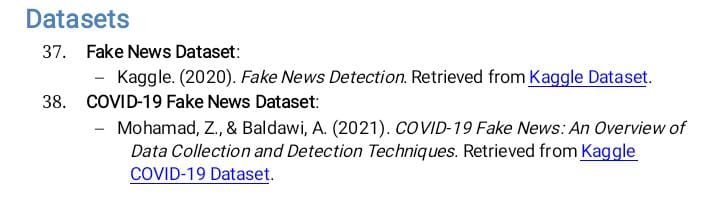 Datasets
37. Fake News Dataset:
– Kaggle. (2020). Fake News Detection. Retrieved from Kaggle Dataset.
38. COVID-19 Fake News Dataset:
– Mohamad, Z., & Baldawi, A. (2021). COVID-19 Fake News: An Overview of
Data Collection and Detection Techniques. Retrieved from Kaggle
COVID-19 Dataset.